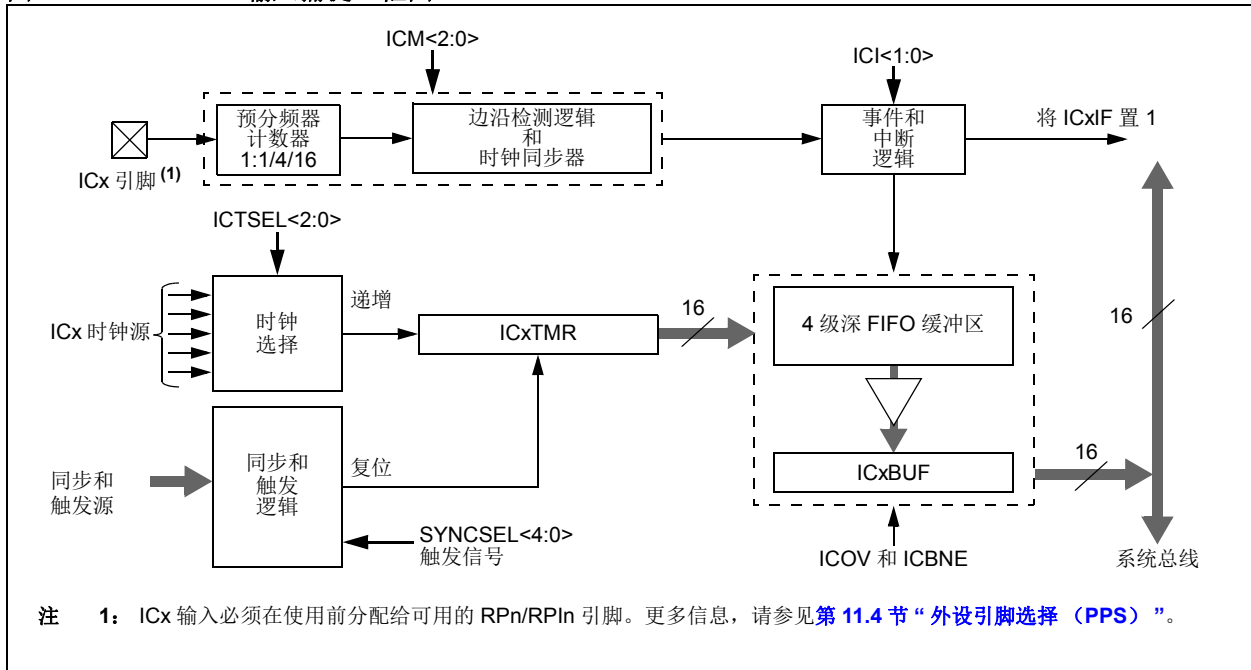 ICM<2:0>
ICI<1:0>
预分频器
计数器
1:1/4/16
边沿检测逻辑
和
时钟同步器
事件和
中断
逻辑
将 ICxIF 置 1
ICx 引脚(1)
ICTSEL<2:0>
ICx 时钟源
时钟
选择
递增
ICxTMR
16
4 级深 FIFO 缓冲区
16
同步和
触发源
同步和
触发
逻辑
复位
ICxBUF
16
SYNCSEL<4:0>
触发信号
ICOV 和 ICBNE
系统总线
注 1: ICx 输入必须在使用前分配给可用的 RPn/RPIn 引脚。更多信息,请参见第 11.4 节“ 外设引脚选择 (PPS) ”。